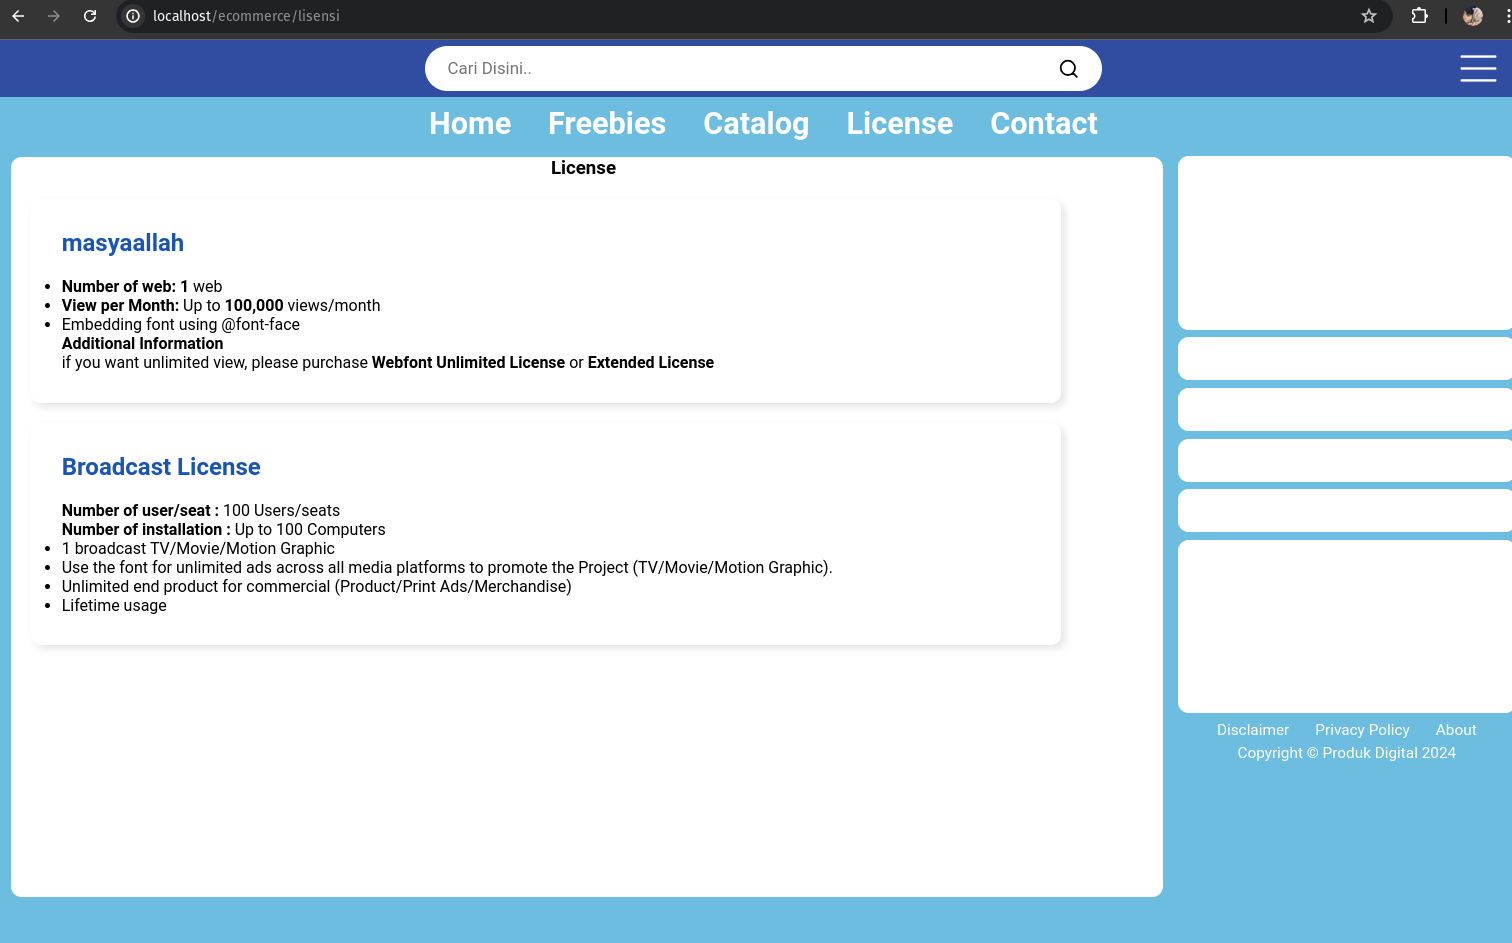 localhost/ecommerce/lisensi
Cari Disini..
Home Freebies Catalog License Contact
License
masyaallah
• Number of web: 1 web
• View per Month: Up to 100,000 views/month
• Embedding font using @font-face
Additional Information
if you want unlimited view, please purchase Webfont Unlimited License or Extended License
Broadcast License
Number of user/seat : 100 Users/seats
Number of installation : Up to 100 Computers
• 1 broadcast TV/Movie/Motion Graphic
• Use the font for unlimited ads across all media platforms to promote the Project (TV/Movie/Motion Graphic).
• Unlimited end product for commercial (Product/Print Ads/Merchandise)
• Lifetime usage
Disclaimer Privacy Policy About
Copyright © Produk Digital 2024